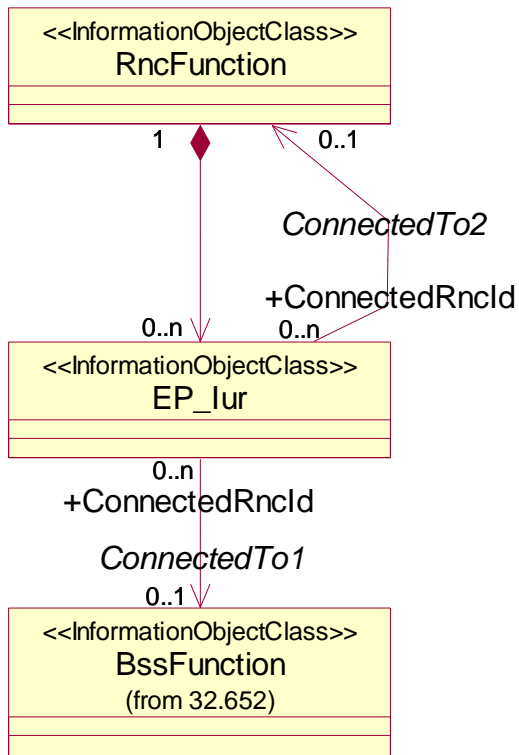 <<InformationObjectClass>>
RncFunction
1
0..1
ConnectedTo2
+ConnectedRncId
0..n
0..n
<<InformationObjectClass>>
EP_Iur
0..n
+ConnectedRncId
ConnectedTo1
0..1
<<InformationObjectClass>>
BssFunction
(from 32.652)